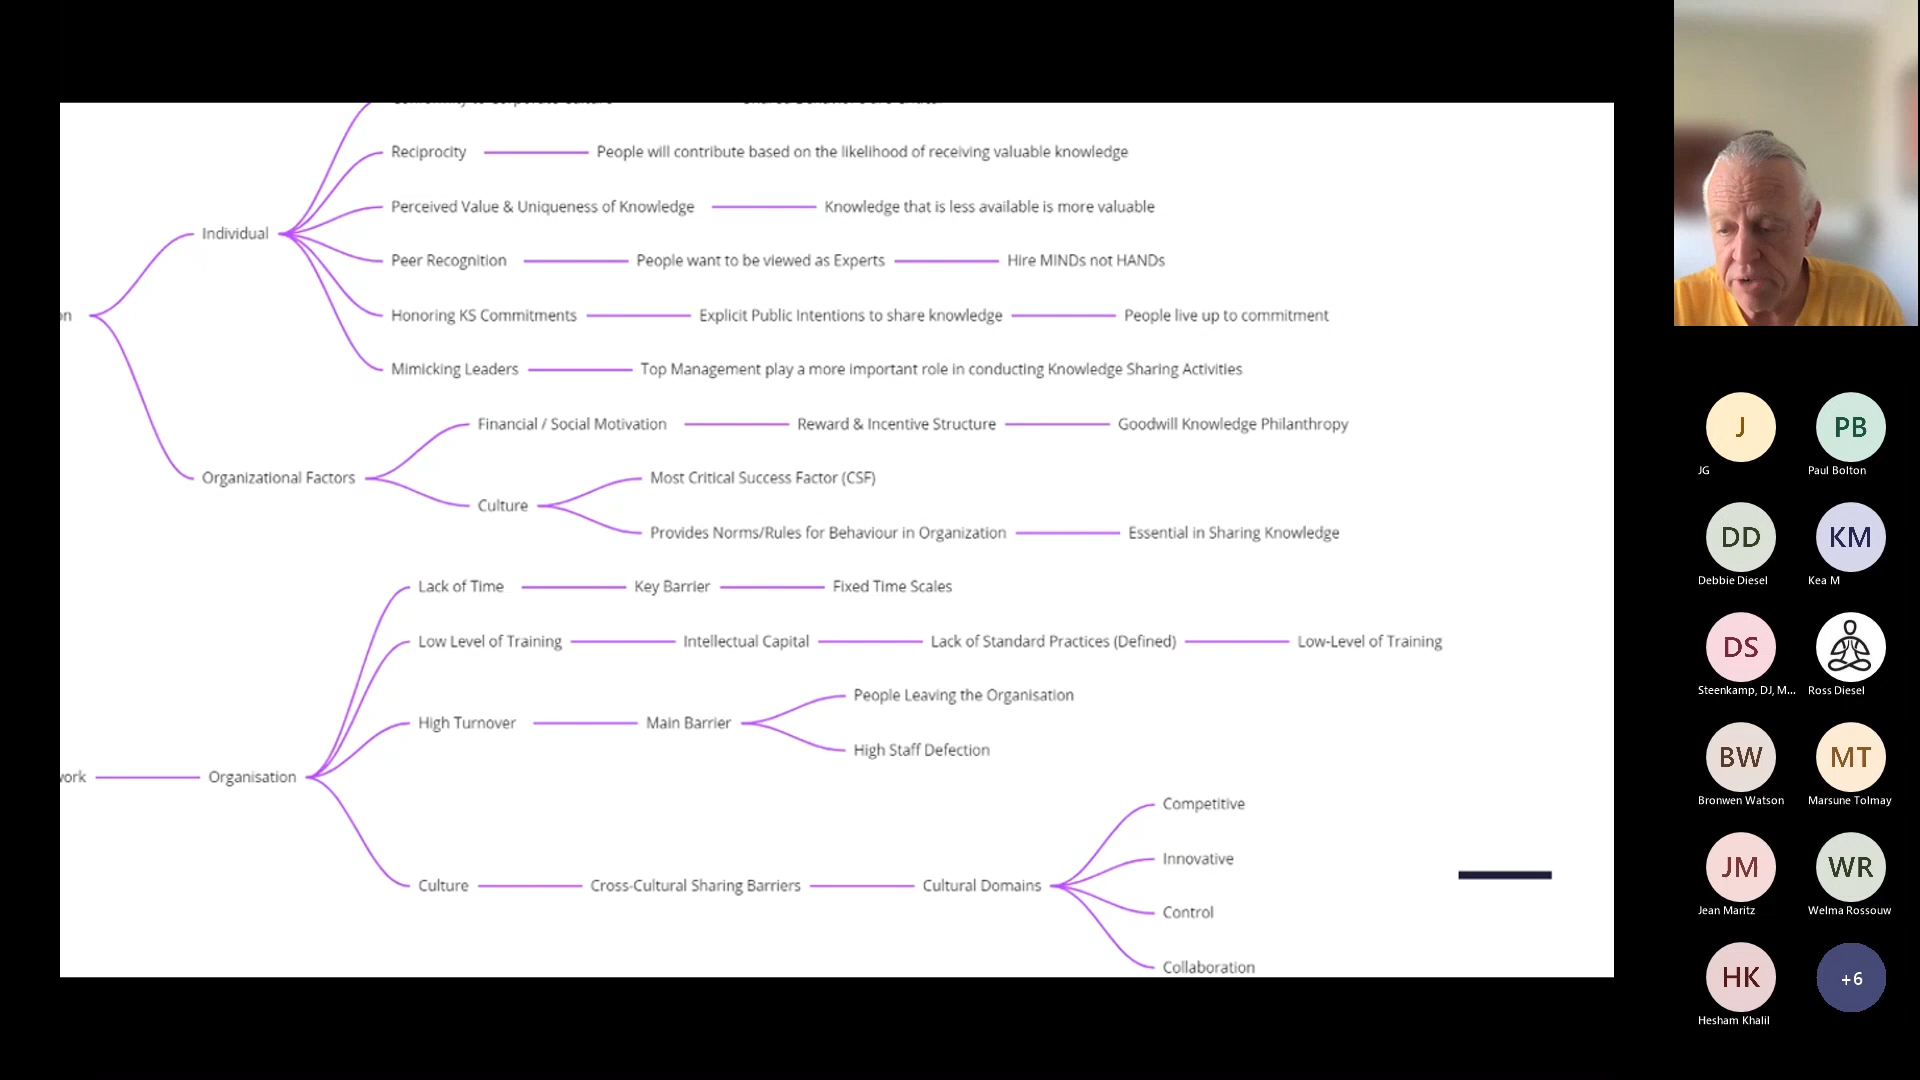 Reciprocity People will contribute based on the likelihood of receiving valuable knowledge
Perceived Value & Uniqueness of Knowledge Knowledge that is less available is more valuable
Individual
Peer Recognition People want to be viewed as Experts Hire MINDs not HANDs
on Honoring KS Commitments Explicit Public Intentions to share knowledge People live up to commitment
Mimicking Leaders Top Management play a more important role in conducting Knowledge Sharing Activities
Financial / Social Motivation Reward & Incentive Structure Goodwill Knowledge Philanthropy
Organizational Factors Most Critical Success Factor (CSF)
Culture
Provides Norms/Rules for Behaviour in Organization Essential in Sharing Knowledge
Lack of Time Key Barrier Fixed Time Scales
Low Level of Training Intellectual Capital Lack of Standard Practices (Defined) Low-Level of Training
People Leaving the Organisation
High Turnover Main Barrier
High Staff Defection
work Organisation
Competitive
Innovative
Culture Cross-Cultural Sharing Barriers Cultural Domains
Control
Collaboration
J PB
JG Paul Bolton
DD KM
Debbie Diesel Kea M
DS
Steenkamp, DJ, M... Ross Diesel
BW MT
Bronwen Watson Marsune Tolmay
JM WR
Jean Maritz Welma Rossouw
HK +6
Hesham Khalil